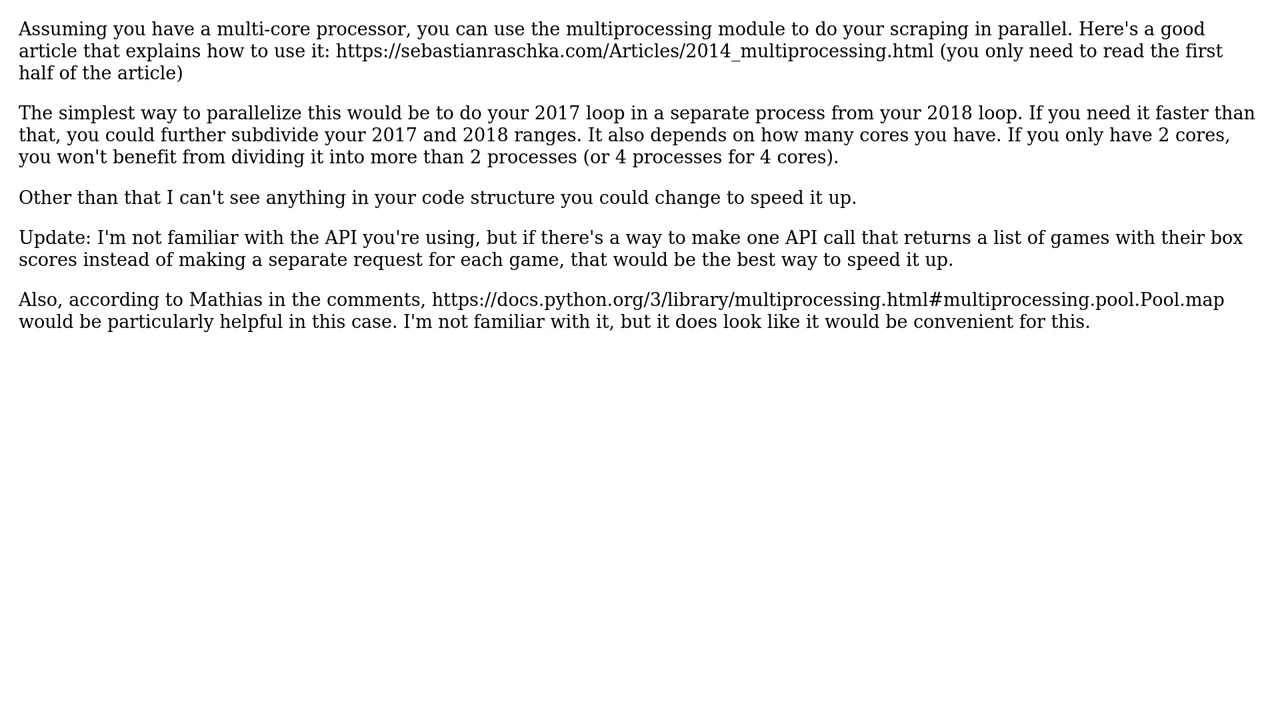 Assuming you have a multi-core processor, you can use the multiprocessing module to do your scraping in parallel. Here's a good
article that explains how to use it: https://sebastianraschka.com/Articles/2014_multiprocessing.html (you only need to read the first
half of the article)
The simplest way to parallelize this would be to do your 2017 loop in a separate process from your 2018 loop. If you need it faster than
that, you could further subdivide your 2017 and 2018 ranges. It also depends on how many cores you have. If you only have 2 cores,
you won't benefit from dividing it into more than 2 processes (or 4 processes for 4 cores).
Other than that I can't see anything in your code structure you could change to speed it up.
Update: I'm not familiar with the API you're using, but if there's a way to make one API call that returns a list of games with their box
scores instead of making a separate request for each game, that would be the best way to speed it up.
Also, according to Mathias in the comments, https://docs.python.org/3/library/multiprocessing.html#multiprocessing.pool.Pool.map
would be particularly helpful in this case. I'm not familiar with it, but it does look like it would be convenient for this.